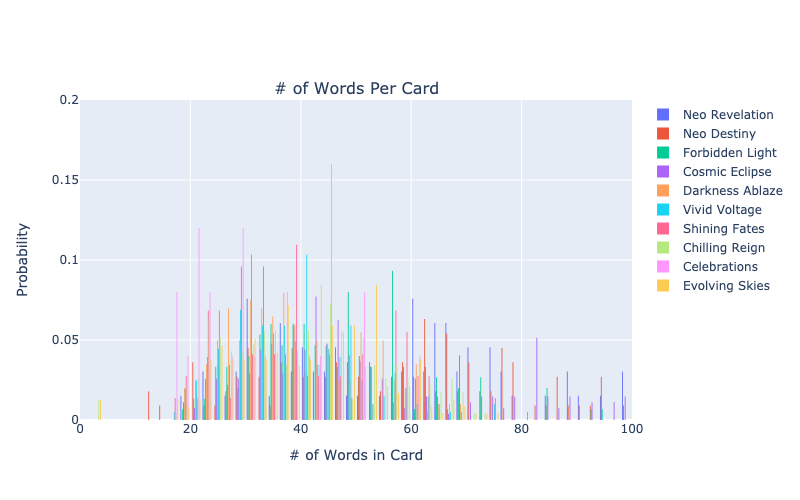 # of Words Per Card
0.2
0.15
0.1
0.05
0
Probability
0
20
40
60
80
100
# of Words in Card
Neo Revelation
Neo Destiny
Forbidden Light
Cosmic Eclipse
Darkness Ablaze
Vivid Voltage
Shining Fates
Chilling Reign
Celebrations
Evolving Skies